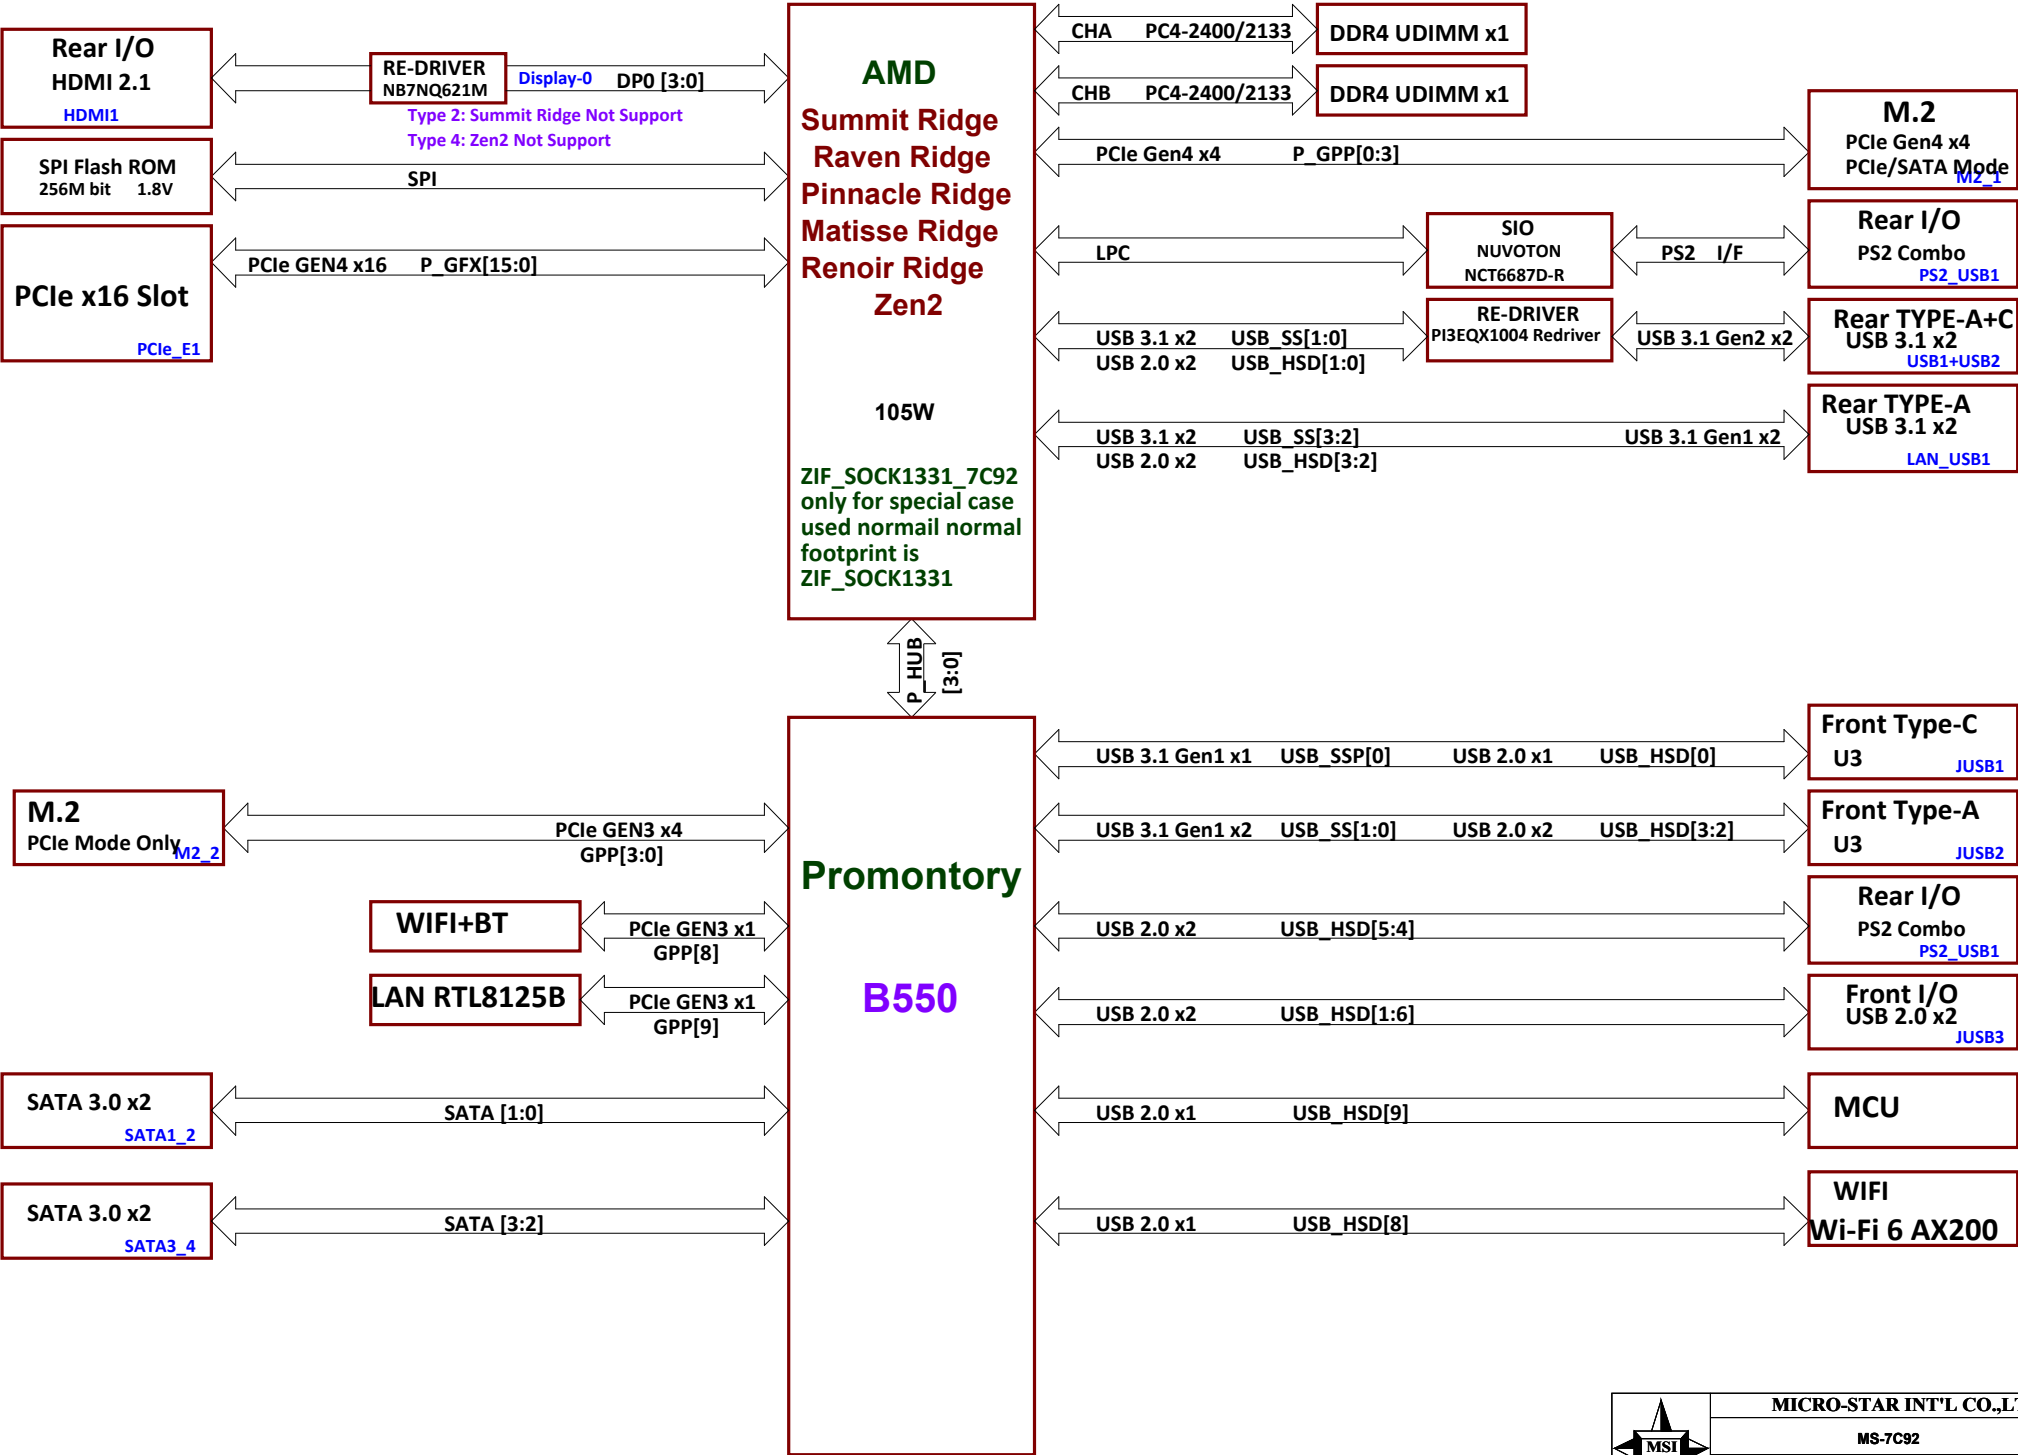 Rear I/O
HDMI 2.1
HDMI1
RE-DRIVER
NB7NQ621M
Display-0 DP0 [3:0]
Type 2: Summit Ridge Not Support
Type 4: Zen2 Not Support
SPI Flash ROM
256M bit 1.8V
SPI
PCIe x16 Slot
PCIe_E1
PCIe GEN4 x16 P_GFX[15:0]
AMD
Summit Ridge
Raven Ridge
Pinnacle Ridge
Matisse Ridge
Renoir Ridge
Zen2
105W
ZIF_SOCK1331_7C92
only for special case
used normail normal
footprint is
ZIF_SOCK1331
CHA PC4-2400/2133
DDR4 UDIMM x1
CHB PC4-2400/2133
DDR4 UDIMM x1
PCIe Gen4 x4 P_GPP[0:3]
M.2
PCIe Gen4 x4
PCIe/SATA Mode
M2_1
LPC
SIO
NUVOTON
NCT6687D-R
PS2 I/F
Rear I/O
PS2 Combo
PS2_USB1
USB 3.1 x2 USB_SS[1:0]
USB 2.0 x2 USB_HSD[1:0]
RE-DRIVER
PI3EQX1004 Redriver
USB 3.1 Gen2 x2
Rear TYPE-A+C
USB 3.1 x2
USB1+USB2
USB 3.1 x2 USB_SS[3:2] USB 3.1 Gen1 x2
USB 2.0 x2 USB_HSD[3:2]
Rear TYPE-A
USB 3.1 x2
LAN_USB1
P_HUB
[3:0]
Promontory
B550
M.2
PCIe Mode Only
M2_2
PCIe GEN3 x4
GPP[3:0]
WIFI+BT
PCIe GEN3 x1
GPP[8]
LAN RTL8125B
PCIe GEN3 x1
GPP[9]
SATA 3.0 x2
SATA1_2
SATA [1:0]
SATA 3.0 x2
SATA3_4
SATA [3:2]
USB 3.1 Gen1 x1 USB_SSP[0] USB 2.0 x1 USB_HSD[0]
Front Type-C
U3
JUSB1
USB 3.1 Gen1 x2 USB_SS[1:0] USB 2.0 x2 USB_HSD[3:2]
Front Type-A
U3
JUSB2
USB 2.0 x2 USB_HSD[5:4]
Rear I/O
PS2 Combo
PS2_USB1
USB 2.0 x2 USB_HSD[1:6]
Front I/O
USB 2.0 x2
JUSB3
USB 2.0 x1 USB_HSD[9]
MCU
USB 2.0 x1 USB_HSD[8]
WIFI
Wi-Fi 6 AX200
MICRO-STAR INT'L CO.,LT
MSI
MS-7C92